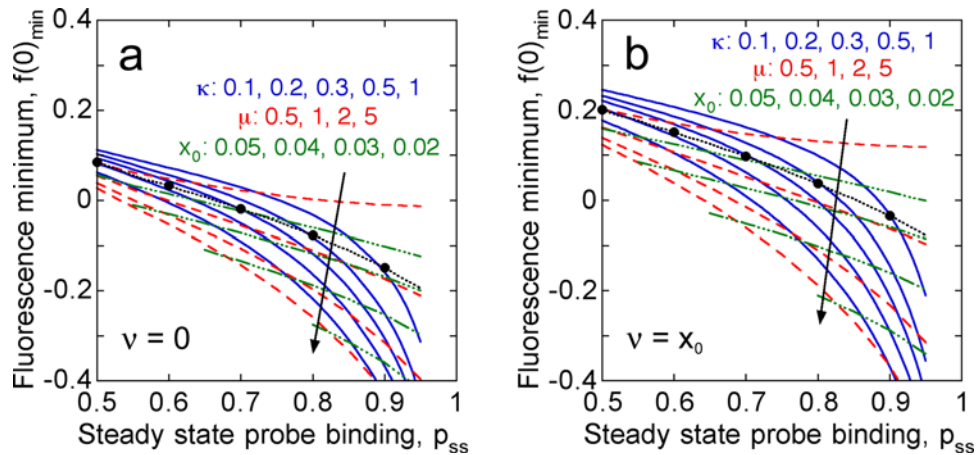 a
κ: 0.1, 0.2, 0.3, 0.5, 1
μ: 0.5, 1, 2, 5
x0: 0.05, 0.04, 0.03, 0.02
ν = 0
Fluorescence minimum, f(0)min
0.4
0.2
0
-0.2
-0.4
0.5 0.6 0.7 0.8 0.9 1
Steady state probe binding, pss
b
κ: 0.1, 0.2, 0.3, 0.5, 1
μ: 0.5, 1, 2, 5
x0: 0.05, 0.04, 0.03, 0.02
ν = x0
Fluorescence minimum, f(0)min
0.4
0.2
0
-0.2
-0.4
0.5 0.6 0.7 0.8 0.9 1
Steady state probe binding, pss